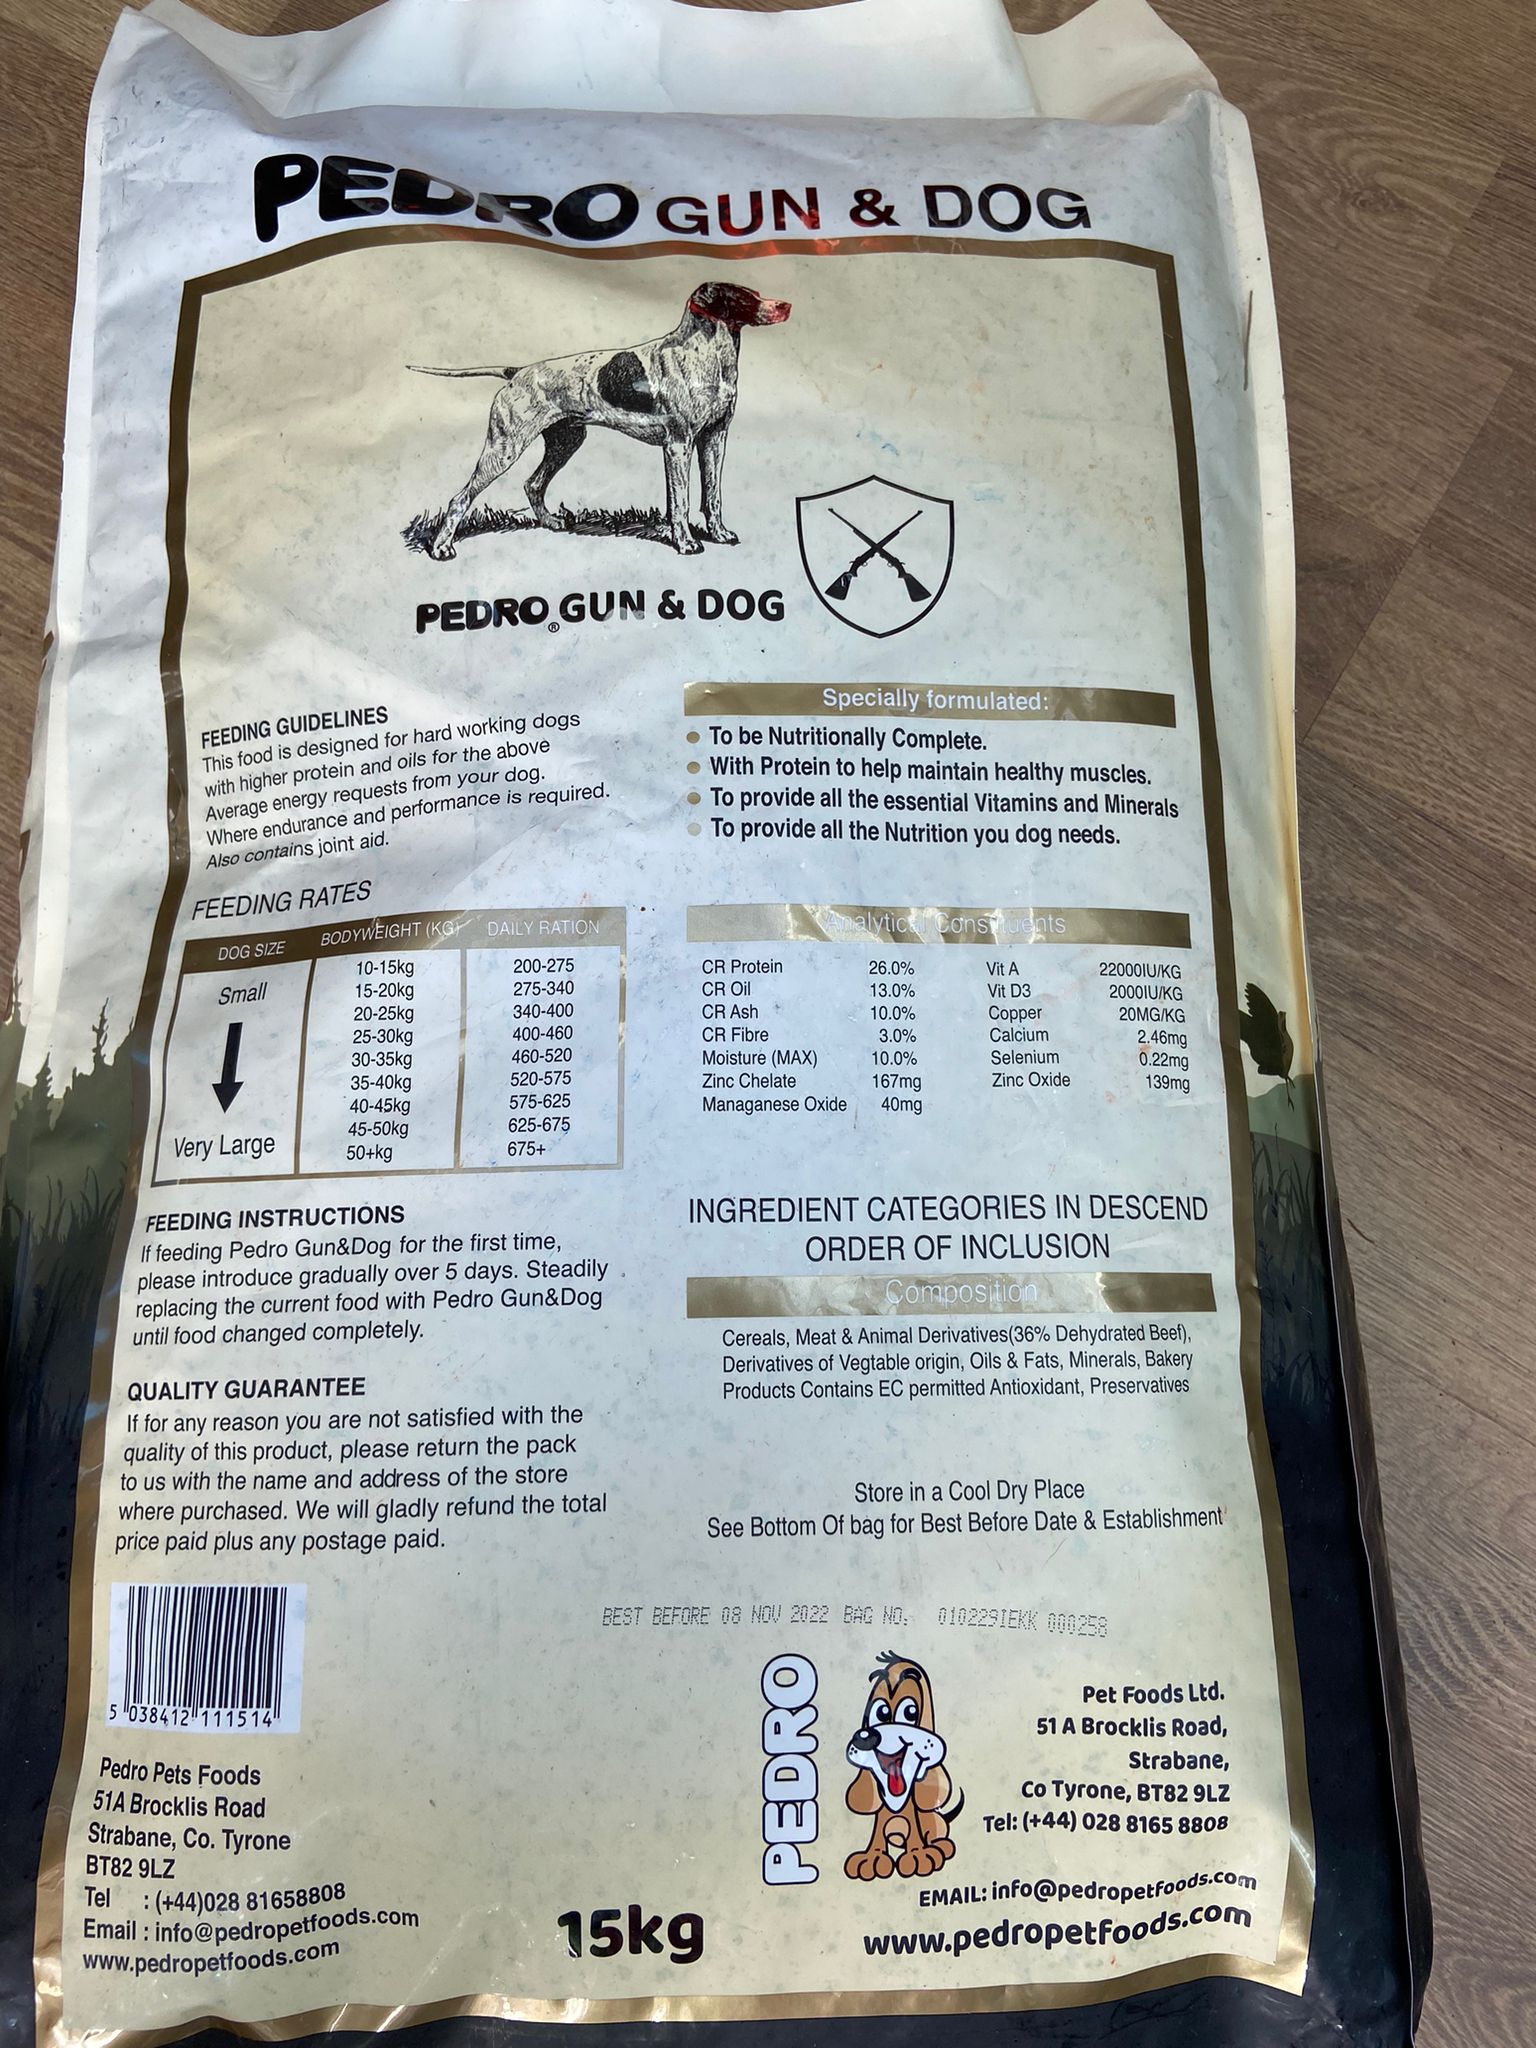 PEDRO GUN & DOG
PEDRO® GUN & DOG
FEEDING GUIDELINES
This food is designed for hard working dogs
with higher protein and oils for the above
Average energy requests from your dog.
Where endurance and performance is required.
Also contains joint aid.
FEEDING RATES
DOG SIZE BODYWEIGHT (KG) DAILY RATION
Small
10-15kg 200-275
15-20kg 275-340
20-25kg 340-400
25-30kg 400-460
30-35kg 460-520
35-40kg 520-575
40-45kg 575-625
45-50kg 625-675
Very Large
50+kg 675+
FEEDING INSTRUCTIONS
If feeding Pedro Gun&Dog for the first time,
please introduce gradually over 5 days. Steadily
replacing the current food with Pedro Gun&Dog
until food changed completely.
QUALITY GUARANTEE
If for any reason you are not satisfied with the
quality of this product, please return the pack
to us with the name and address of the store
where purchased. We will gladly refund the total
price paid plus any postage paid.
Specially formulated:
To be Nutritionally Complete.
With Protein to help maintain healthy muscles.
To provide all the essential Vitamins and Minerals
To provide all the Nutrition you dog needs.
Analytical Constituents
CR Protein 26.0% Vit A 22000IU/KG
CR Oil 13.0% Vit D3 2000IU/KG
CR Ash 10.0% Copper 20MG/KG
CR Fibre 3.0% Calcium 2.46mg
Moisture (MAX) 10.0% Selenium 0.22mg
Zinc Chelate 167mg Zinc Oxide 139mg
Managanese Oxide 40mg
INGREDIENT CATEGORIES IN DESCEND
ORDER OF INCLUSION
Composition
Cereals, Meat & Animal Derivatives(36% Dehydrated Beef),
Derivatives of Vegtable origin, Oils & Fats, Minerals, Bakery
Products Contains EC permitted Antioxidant, Preservatives
Store in a Cool Dry Place
See Bottom Of bag for Best Before Date & Establishment
BEST BEFORE 08 NOV 2022 BAG NO. 010229IEKK 000258
5 038412 111514
Pedro Pets Foods
51A Brocklis Road
Strabane, Co. Tyrone
BT82 9LZ
Tel : (+44)028 81658808
Email : info@pedropetfoods.com
www.pedropetfoods.com
15kg
PEDRO
Pet Foods Ltd.
51 A Brocklis Road,
Strabane,
Co Tyrone, BT82 9LZ
Tel: (+44) 028 8165 8808
EMAIL: info@pedropetfoods.com
www.pedropetfoods.com